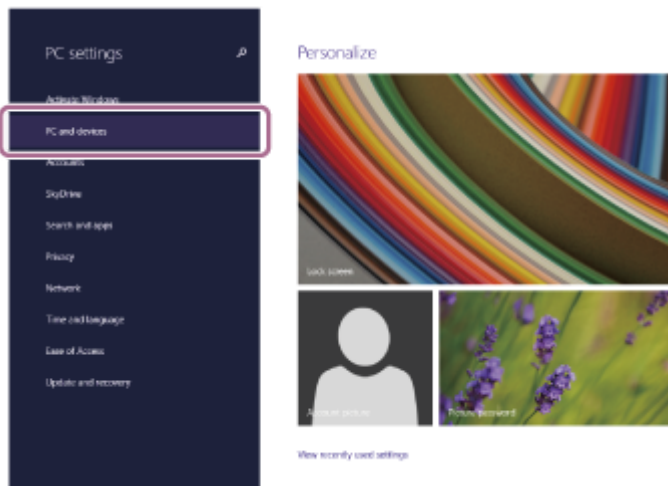 PC settings
Activate Windows
PC and devices
Accounts
SkyDrive
Search and apps
Privacy
Network
Time and language
Ease of Access
Update and recovery
Personalize
Lock screen
Account picture
Picture password
View recently used settings